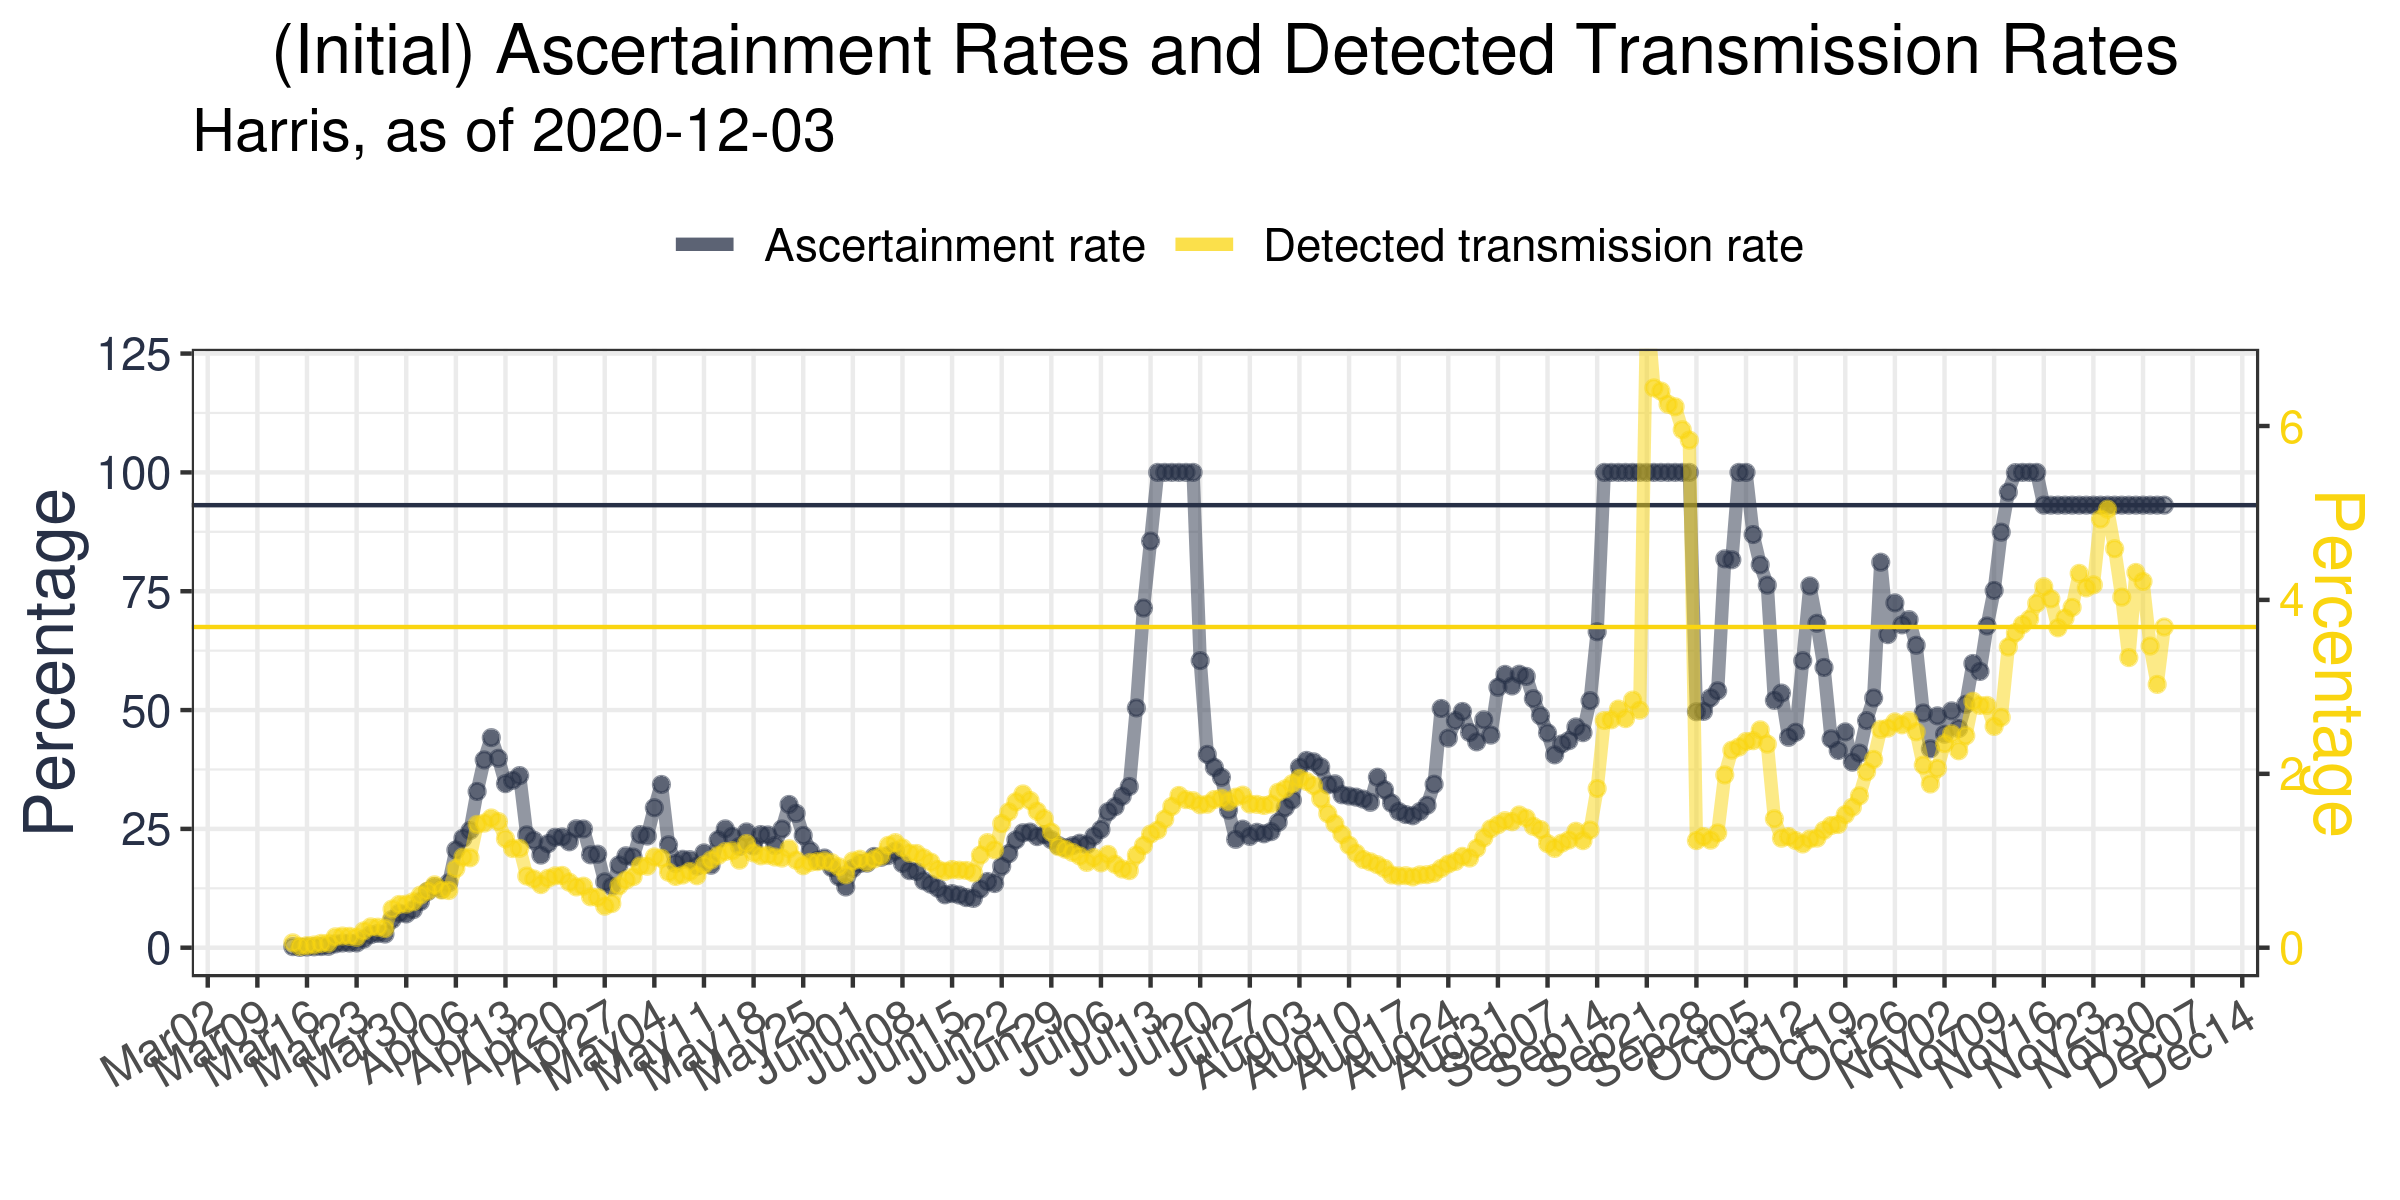 (Initial) Ascertainment Rates and Detected Transmission Rates
Harris, as of 2020-12-03
Ascertainment rate
Detected transmission rate
Percentage
125
100
75
50
25
0
6
4
2
0
Percentage
Mar02
Mar09
Mar16
Mar23
Mar30
Apr06
Apr13
Apr20
Apr27
May04
May11
May18
May25
Jun01
Jun08
Jun15
Jun22
Jun29
Jul06
Jul13
Jul20
Jul27
Aug03
Aug10
Aug17
Aug24
Aug31
Sep07
Sep14
Sep21
Sep28
Oct05
Oct12
Oct19
Oct26
Nov02
Nov09
Nov16
Nov23
Nov30
Dec07
Dec14